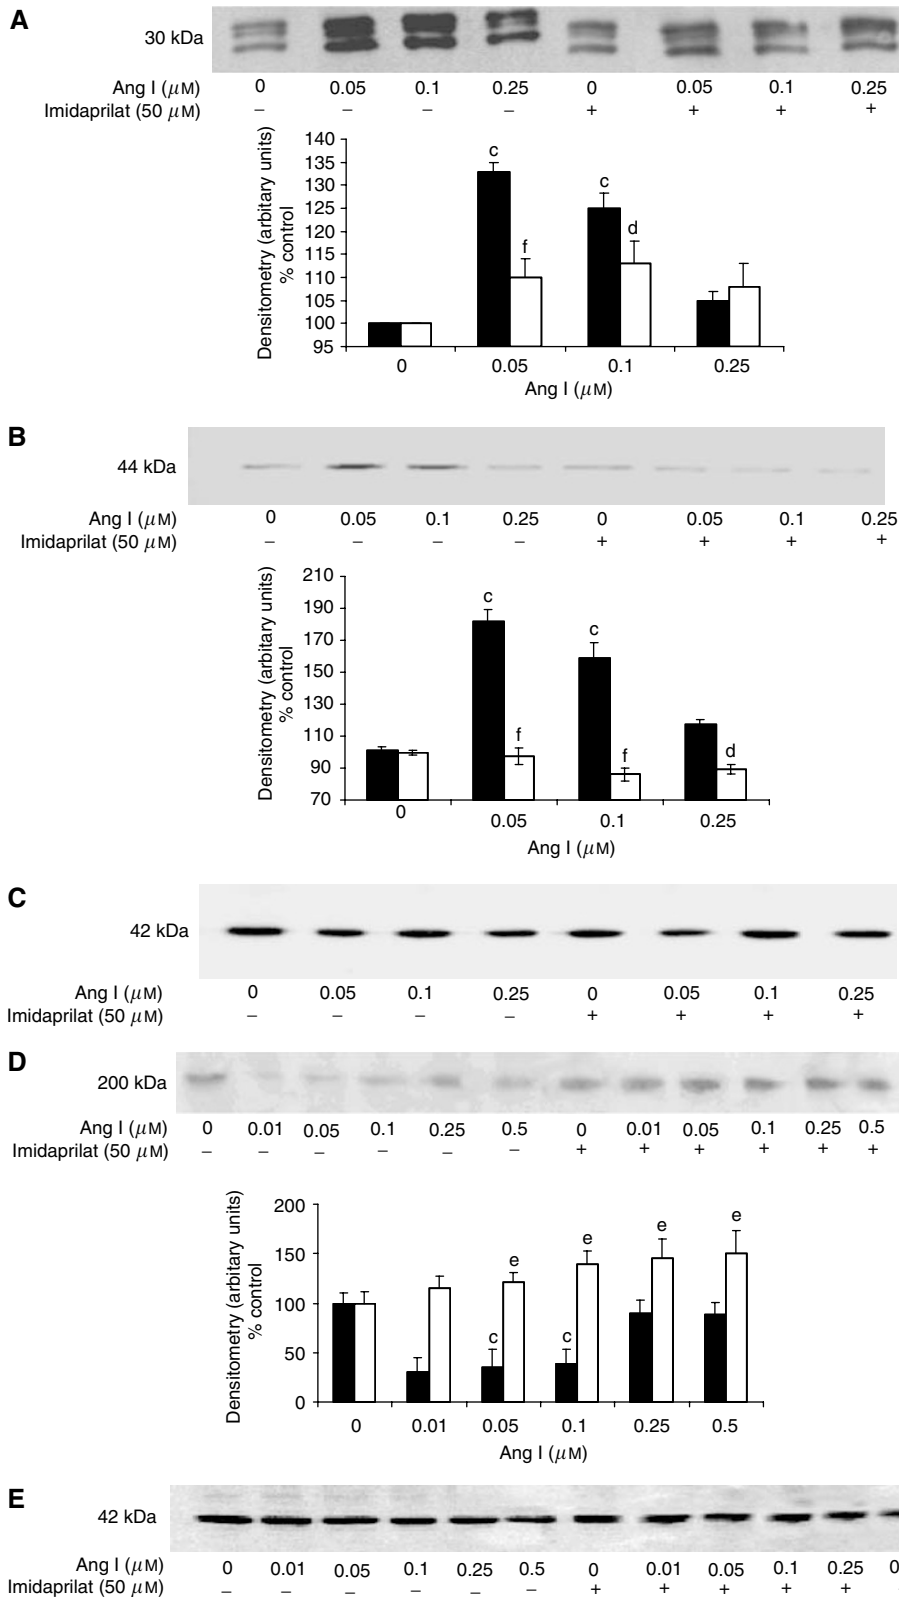 A
30 kDa
Ang I (μM) 0 0.05 0.1 0.25 0 0.05 0.1 0.25
Imidaprilat (50 μM) – – – – + + + +
Densitometry (arbitary units)
% control
140
135
130
125
120
115
110
105
100
95
c
f
c
d
0 0.05 0.1 0.25
Ang I (μM)
B
44 kDa
Ang I (μM) 0 0.05 0.1 0.25 0 0.05 0.1 0.25
Imidaprilat (50 μM) – – – – + + + +
Densitometry (arbitary units)
% control
210
190
170
150
130
110
90
70
c
f
c
f
d
0 0.05 0.1 0.25
Ang I (μM)
C
42 kDa
Ang I (μM) 0 0.05 0.1 0.25 0 0.05 0.1 0.25
Imidaprilat (50 μM) – – – – + + + +
D
200 kDa
Ang I (μM) 0 0.01 0.05 0.1 0.25 0.5 0 0.01 0.05 0.1 0.25 0.5
Imidaprilat (50 μM) – – – – – – + + + + + +
Densitometry (arbitary units)
% control
200
150
100
50
0
c
e
c
e
e
e
0 0.01 0.05 0.1 0.25 0.5
Ang I (μM)
E
42 kDa
Ang I (μM) 0 0.01 0.05 0.1 0.25 0.5 0 0.01 0.05 0.1 0.25
Imidaprilat (50 μM) – – – – – – + + + + +